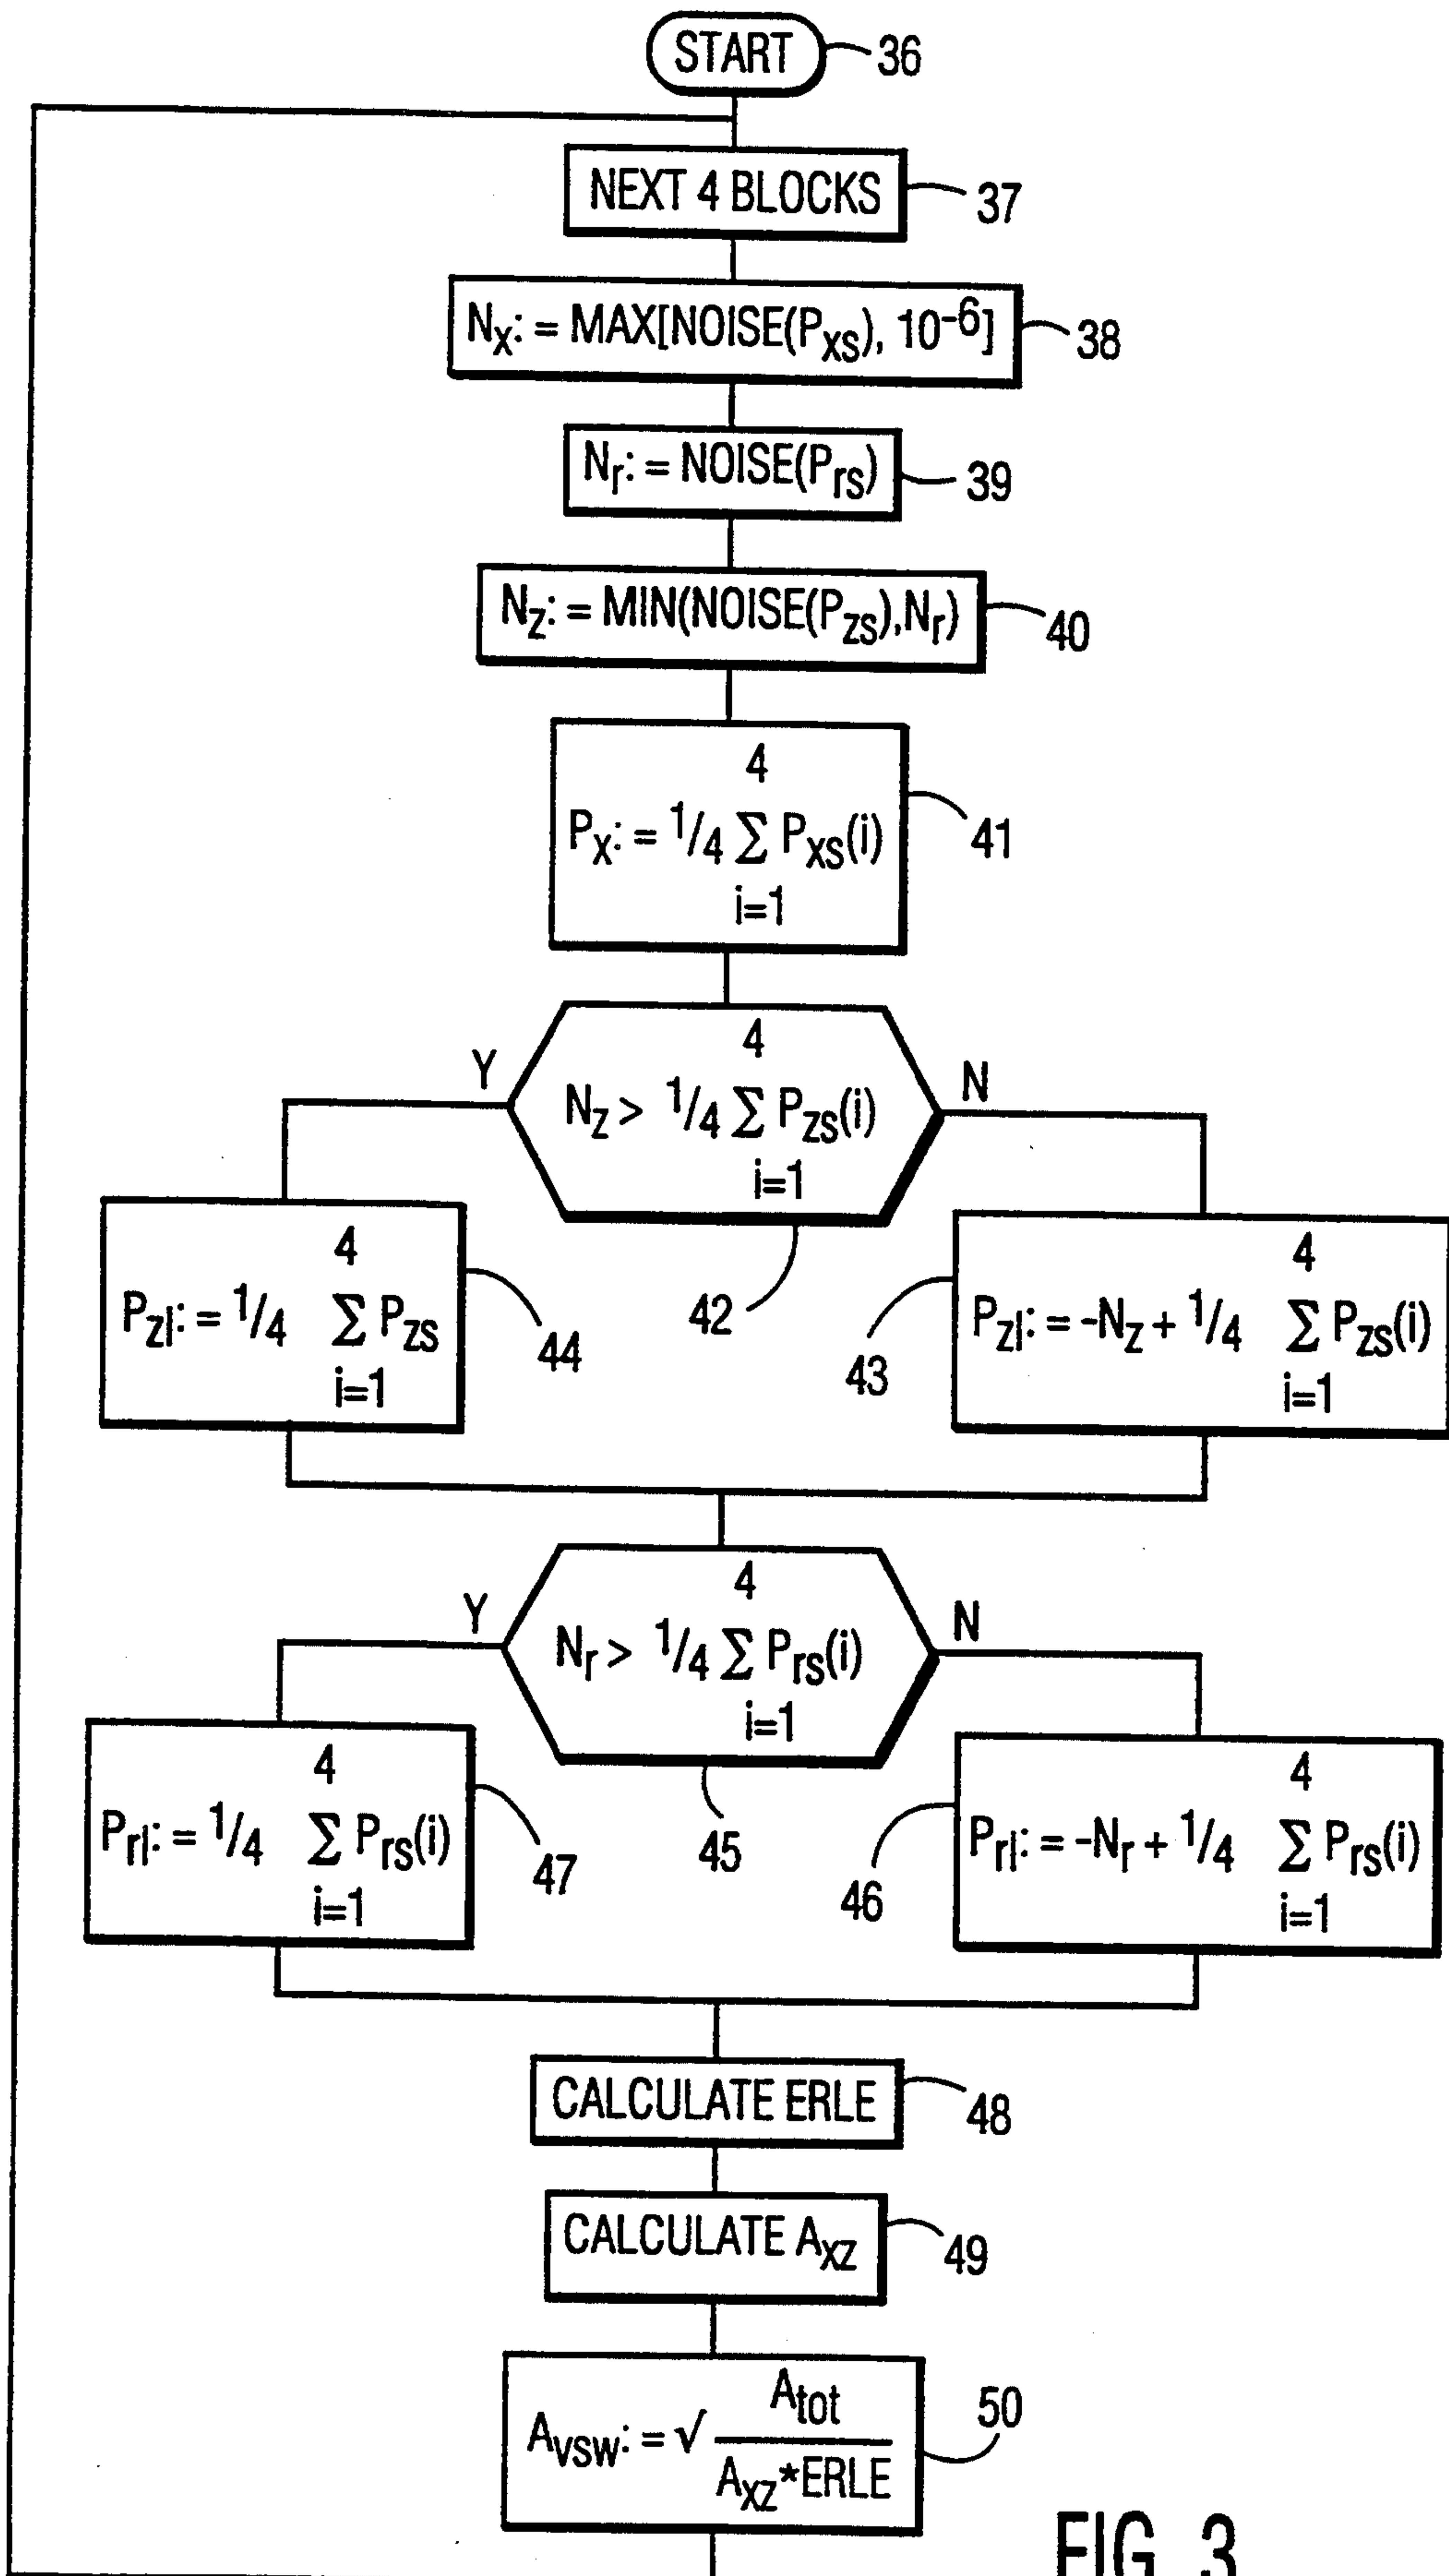 START
36
NEXT 4 BLOCKS
37
Nx: = MAX[NOISE(Pxs), 10-6]
38
Nr: = NOISE(Prs)
39
Nz: = MIN(NOISE(Pzs),Nr)
40
4
Px: = 1/4 ∑ Pxs(i)
i=1
41
Y
4
Nz > 1/4 ∑ Pzs(i)
i=1
N
42
4
Pzl: = 1/4 ∑ Pzs
i=1
44
4
Pzl: = -Nz + 1/4 ∑ Pzs(i)
i=1
43
Y
4
Nr > 1/4 ∑ Prs(i)
i=1
N
45
4
Prl: = 1/4 ∑ Prs(i)
i=1
47
4
Prl: = -Nr + 1/4 ∑ Prs(i)
i=1
46
CALCULATE ERLE
48
CALCULATE Axz
49
Atot
Avsw: = √
Axz*ERLE
50
FIG. 3